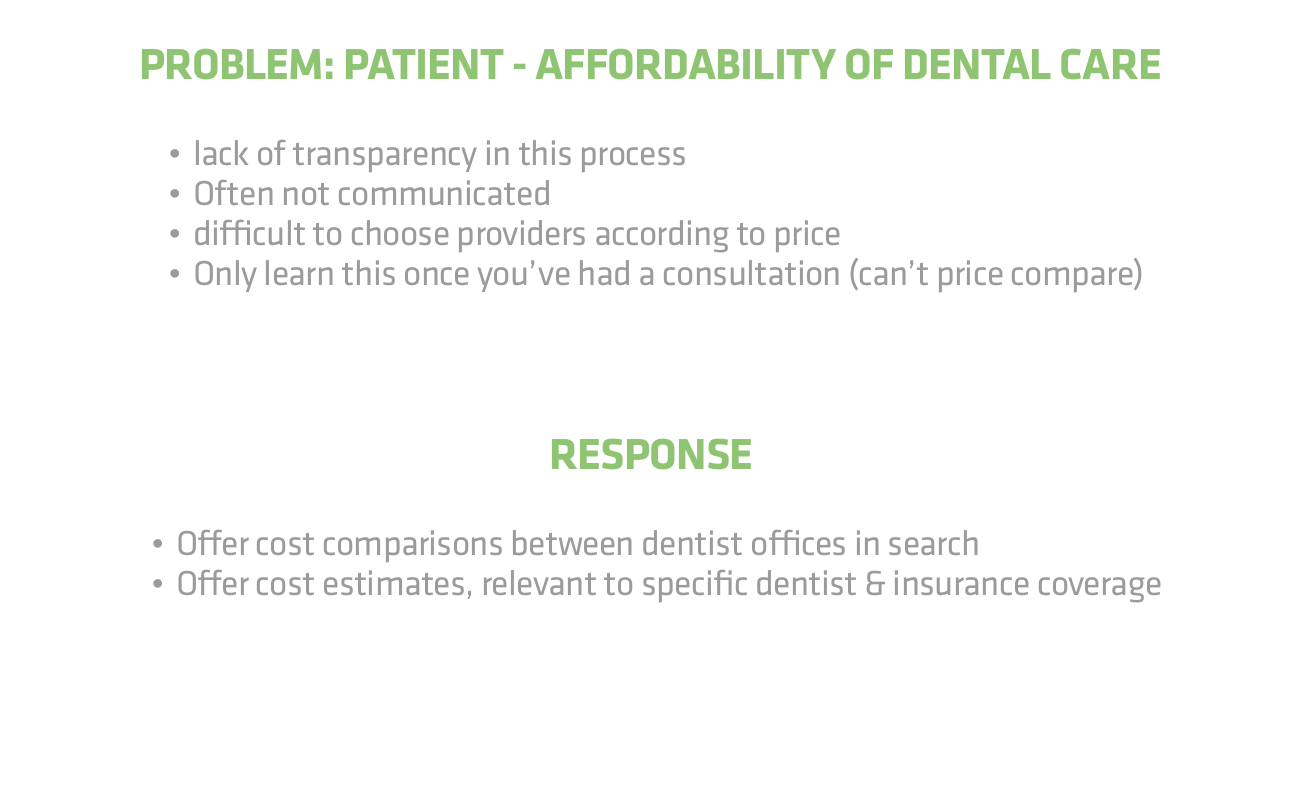 PROBLEM: PATIENT - AFFORDABILITY OF DENTAL CARE
• lack of transparency in this process
• Often not communicated
• difficult to choose providers according to price
• Only learn this once you’ve had a consultation (can’t price compare)
RESPONSE
• Offer cost comparisons between dentist offices in search
• Offer cost estimates, relevant to specific dentist & insurance coverage